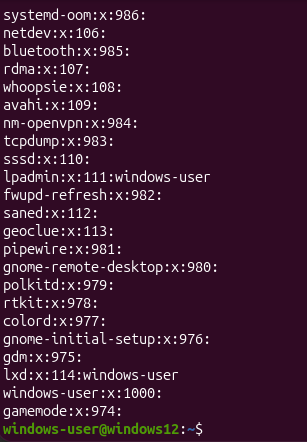 systemd-oom:x:986:
netdev:x:106:
bluetooth:x:985:
rdma:x:107:
whoopsie:x:108:
avahi:x:109:
nm-openvpn:x:984:
tcpdump:x:983:
sssd:x:110:
lpadmin:x:111:windows-user
fwupd-refresh:x:982:
saned:x:112:
geoclue:x:113:
pipewire:x:981:
gnome-remote-desktop:x:980:
polkitd:x:979:
rtkit:x:978:
colord:x:977:
gnome-initial-setup:x:976:
gdm:x:975:
lxd:x:114:windows-user
windows-user:x:1000:
gamemode:x:974:
windows-user@windows12:~$